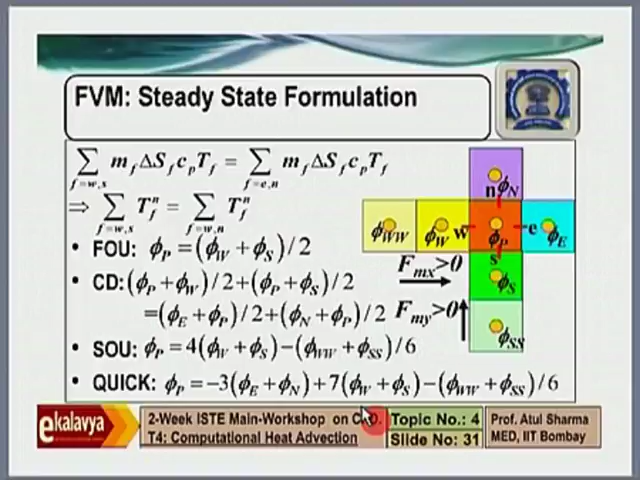 FVM: Steady State Formulation
∑_{f=w,s} m_f ΔS_f c_p T_f = ∑_{f=e,n} m_f ΔS_f c_p T_f
⇒ ∑_{f=w,s} T_f^n = ∑_{f=w,n} T_f^n
• FOU: ϕ_P = (ϕ_W + ϕ_S) / 2
• CD: (ϕ_P + ϕ_W) / 2 + (ϕ_P + ϕ_S) / 2
= (ϕ_E + ϕ_P) / 2 + (ϕ_N + ϕ_P) / 2
• SOU: ϕ_P = 4(ϕ_W + ϕ_S) − (ϕ_WW + ϕ_SS) / 6
• QUICK: ϕ_P = −3(ϕ_E + ϕ_N) + 7(ϕ_W + ϕ_S) − (ϕ_WW + ϕ_SS) / 6
n ϕ_N
ϕ_WW ϕ_W w ϕ_P e ϕ_E
s
F_mx>0 ϕ_S
F_my>0
ϕ_SS
ekalavya
2-Week ISTE Main-Workshop on
T4: Computational Heat Advection
Topic No.: 4
Slide No.: 31
Prof. Atul Sharma
MED, IIT Bombay